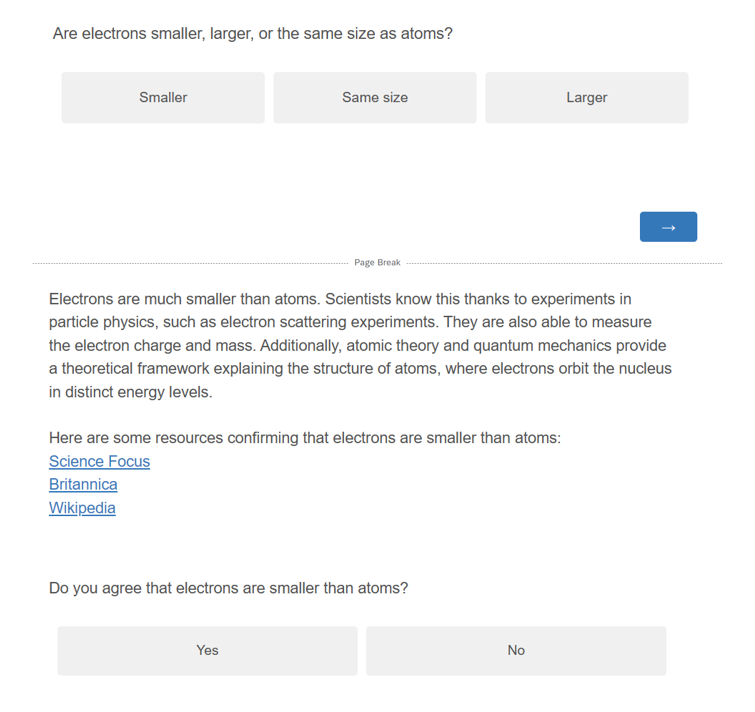 Are electrons smaller, larger, or the same size as atoms?
Smaller
Same size
Larger
→
Page Break
Electrons are much smaller than atoms. Scientists know this thanks to experiments in
particle physics, such as electron scattering experiments. They are also able to measure
the electron charge and mass. Additionally, atomic theory and quantum mechanics provide
a theoretical framework explaining the structure of atoms, where electrons orbit the nucleus
in distinct energy levels.
Here are some resources confirming that electrons are smaller than atoms:
Science Focus
Britannica
Wikipedia
Do you agree that electrons are smaller than atoms?
Yes
No